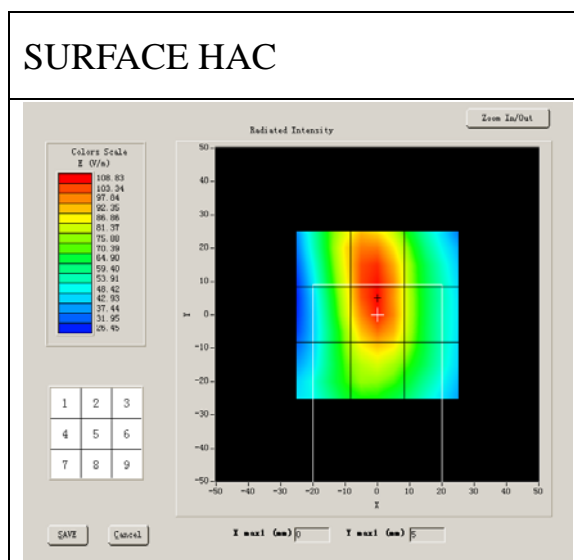 SURFACE HAC
Zoom In/Out
Radiated Intensity
Colors Scale
E (V/m)
108.83
103.34
97.84
92.35
86.86
81.37
75.88
70.39
64.90
59.40
53.91
48.42
42.93
37.44
31.95
26.45
50
40
30
20
10
0
-10
-20
-30
-40
-50
Y
-50 -40 -30 -20 -10 0 10 20 30 40 50
X
1 2 3
4 5 6
7 8 9
SAVE Cancel
X max1 (mm) 0 Y max1 (mm) 5